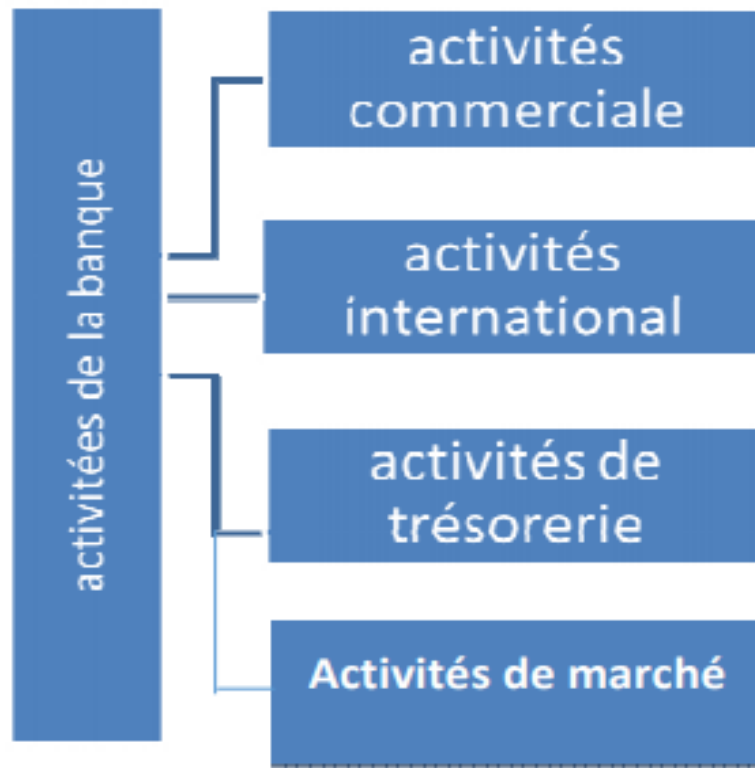 activitées de la banque
activités
commerciale
activités
international
activités de
trésorerie
Activités de marché